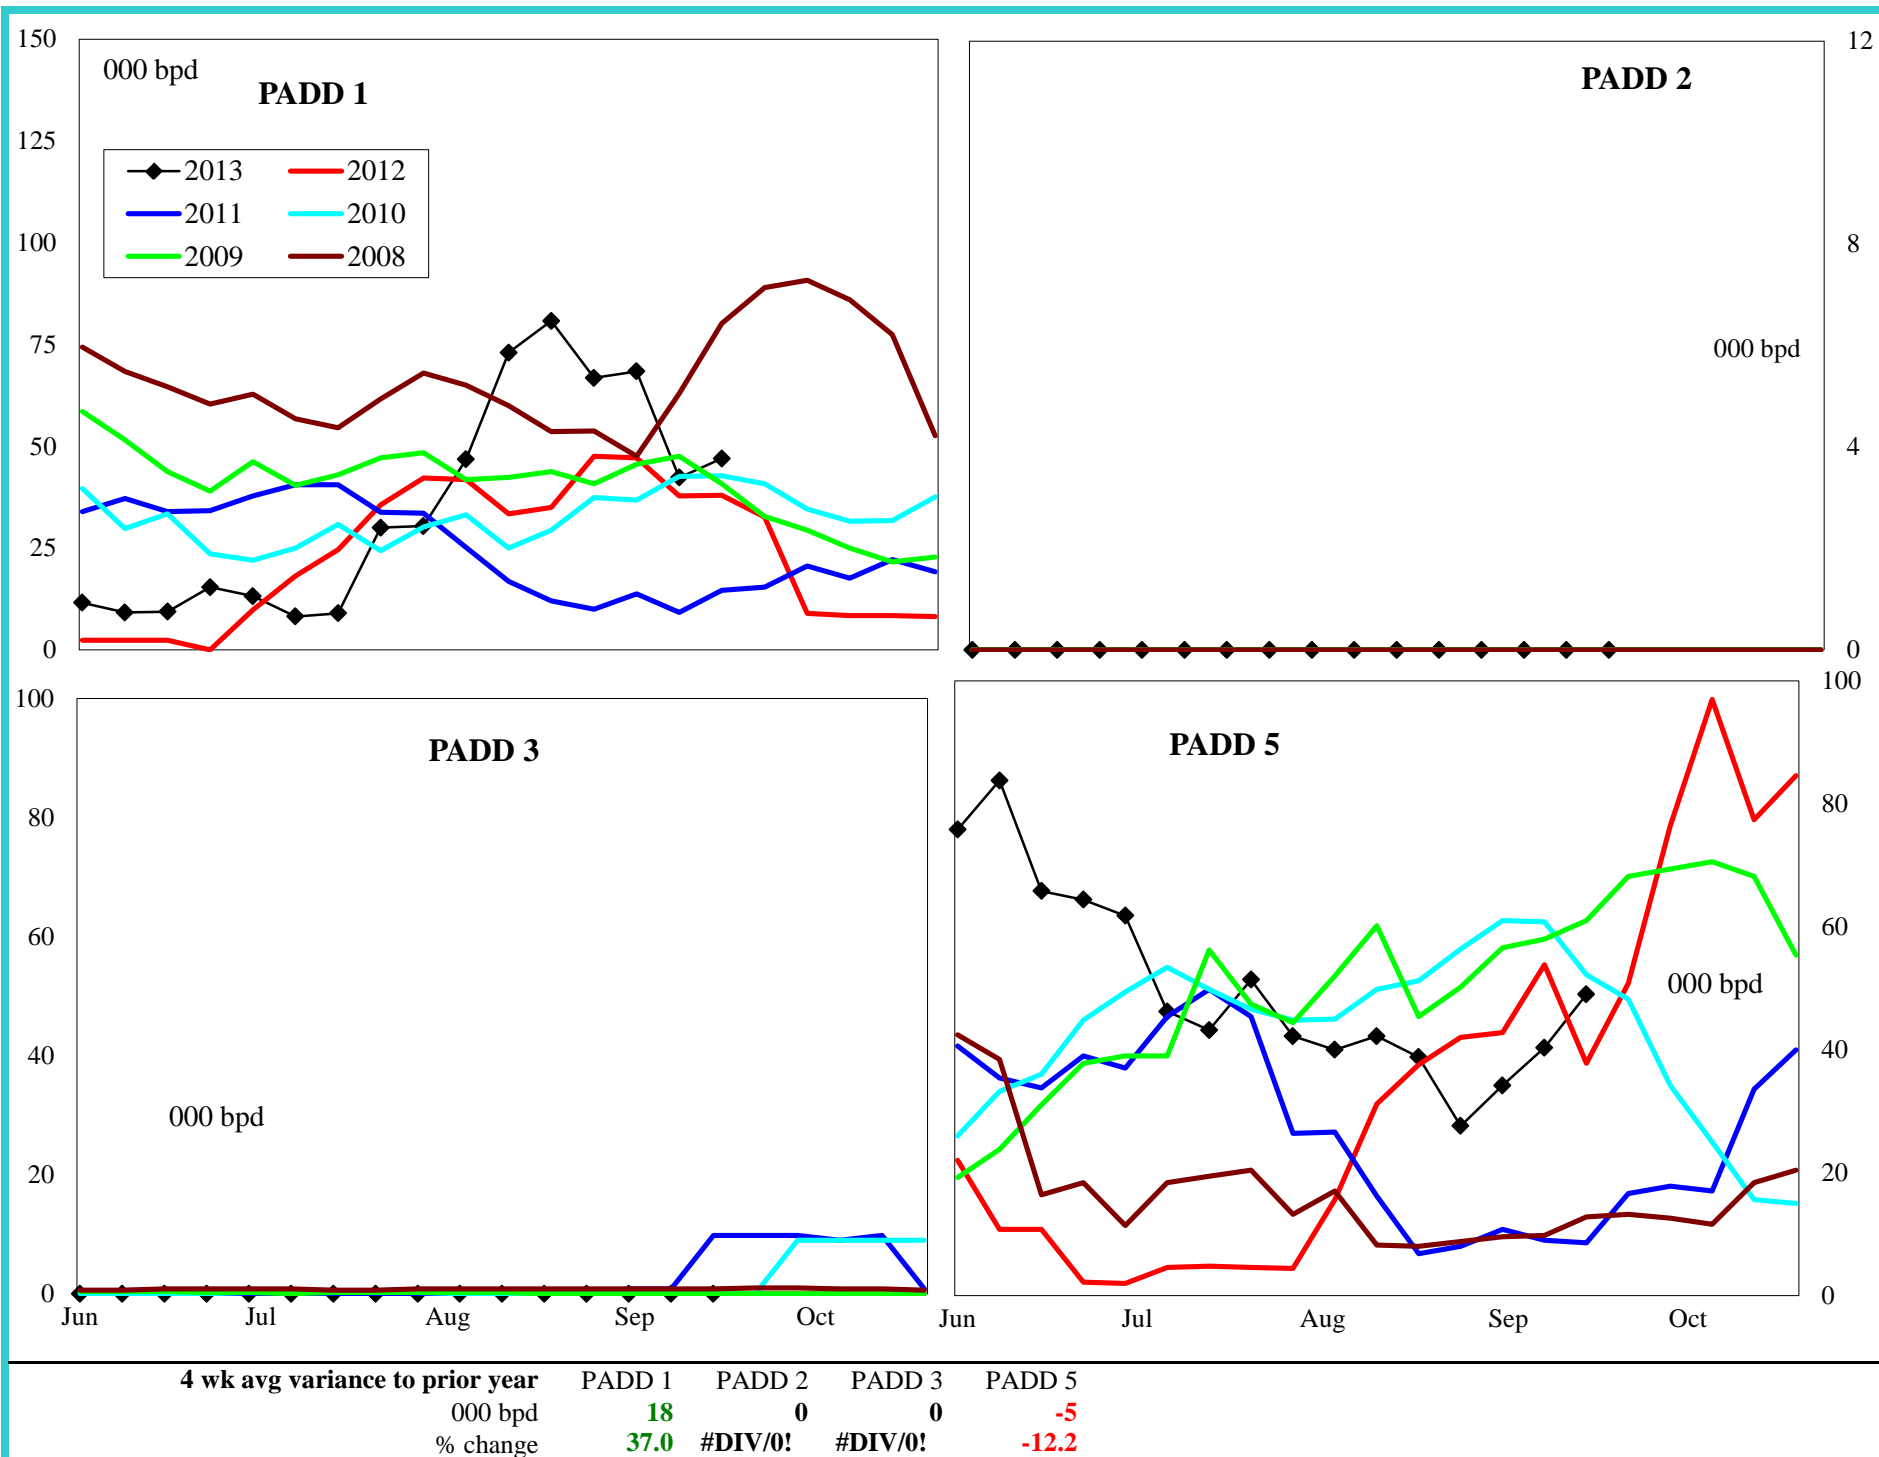 150
000 bpd
PADD 1
125
2013 2012
2011 2010
2009 2008
100
75
50
25
0
12
PADD 2
8
000 bpd
4
0
100
PADD 3
80
60
40
000 bpd
20
0
Jun Jul Aug Sep Oct
100
PADD 5
80
60
000 bpd
40
20
0
Jun Jul Aug Sep Oct
4 wk avg variance to prior year PADD 1 PADD 2 PADD 3 PADD 5
000 bpd 18 0 0 -5
% change 37.0 #DIV/0! #DIV/0! -12.2